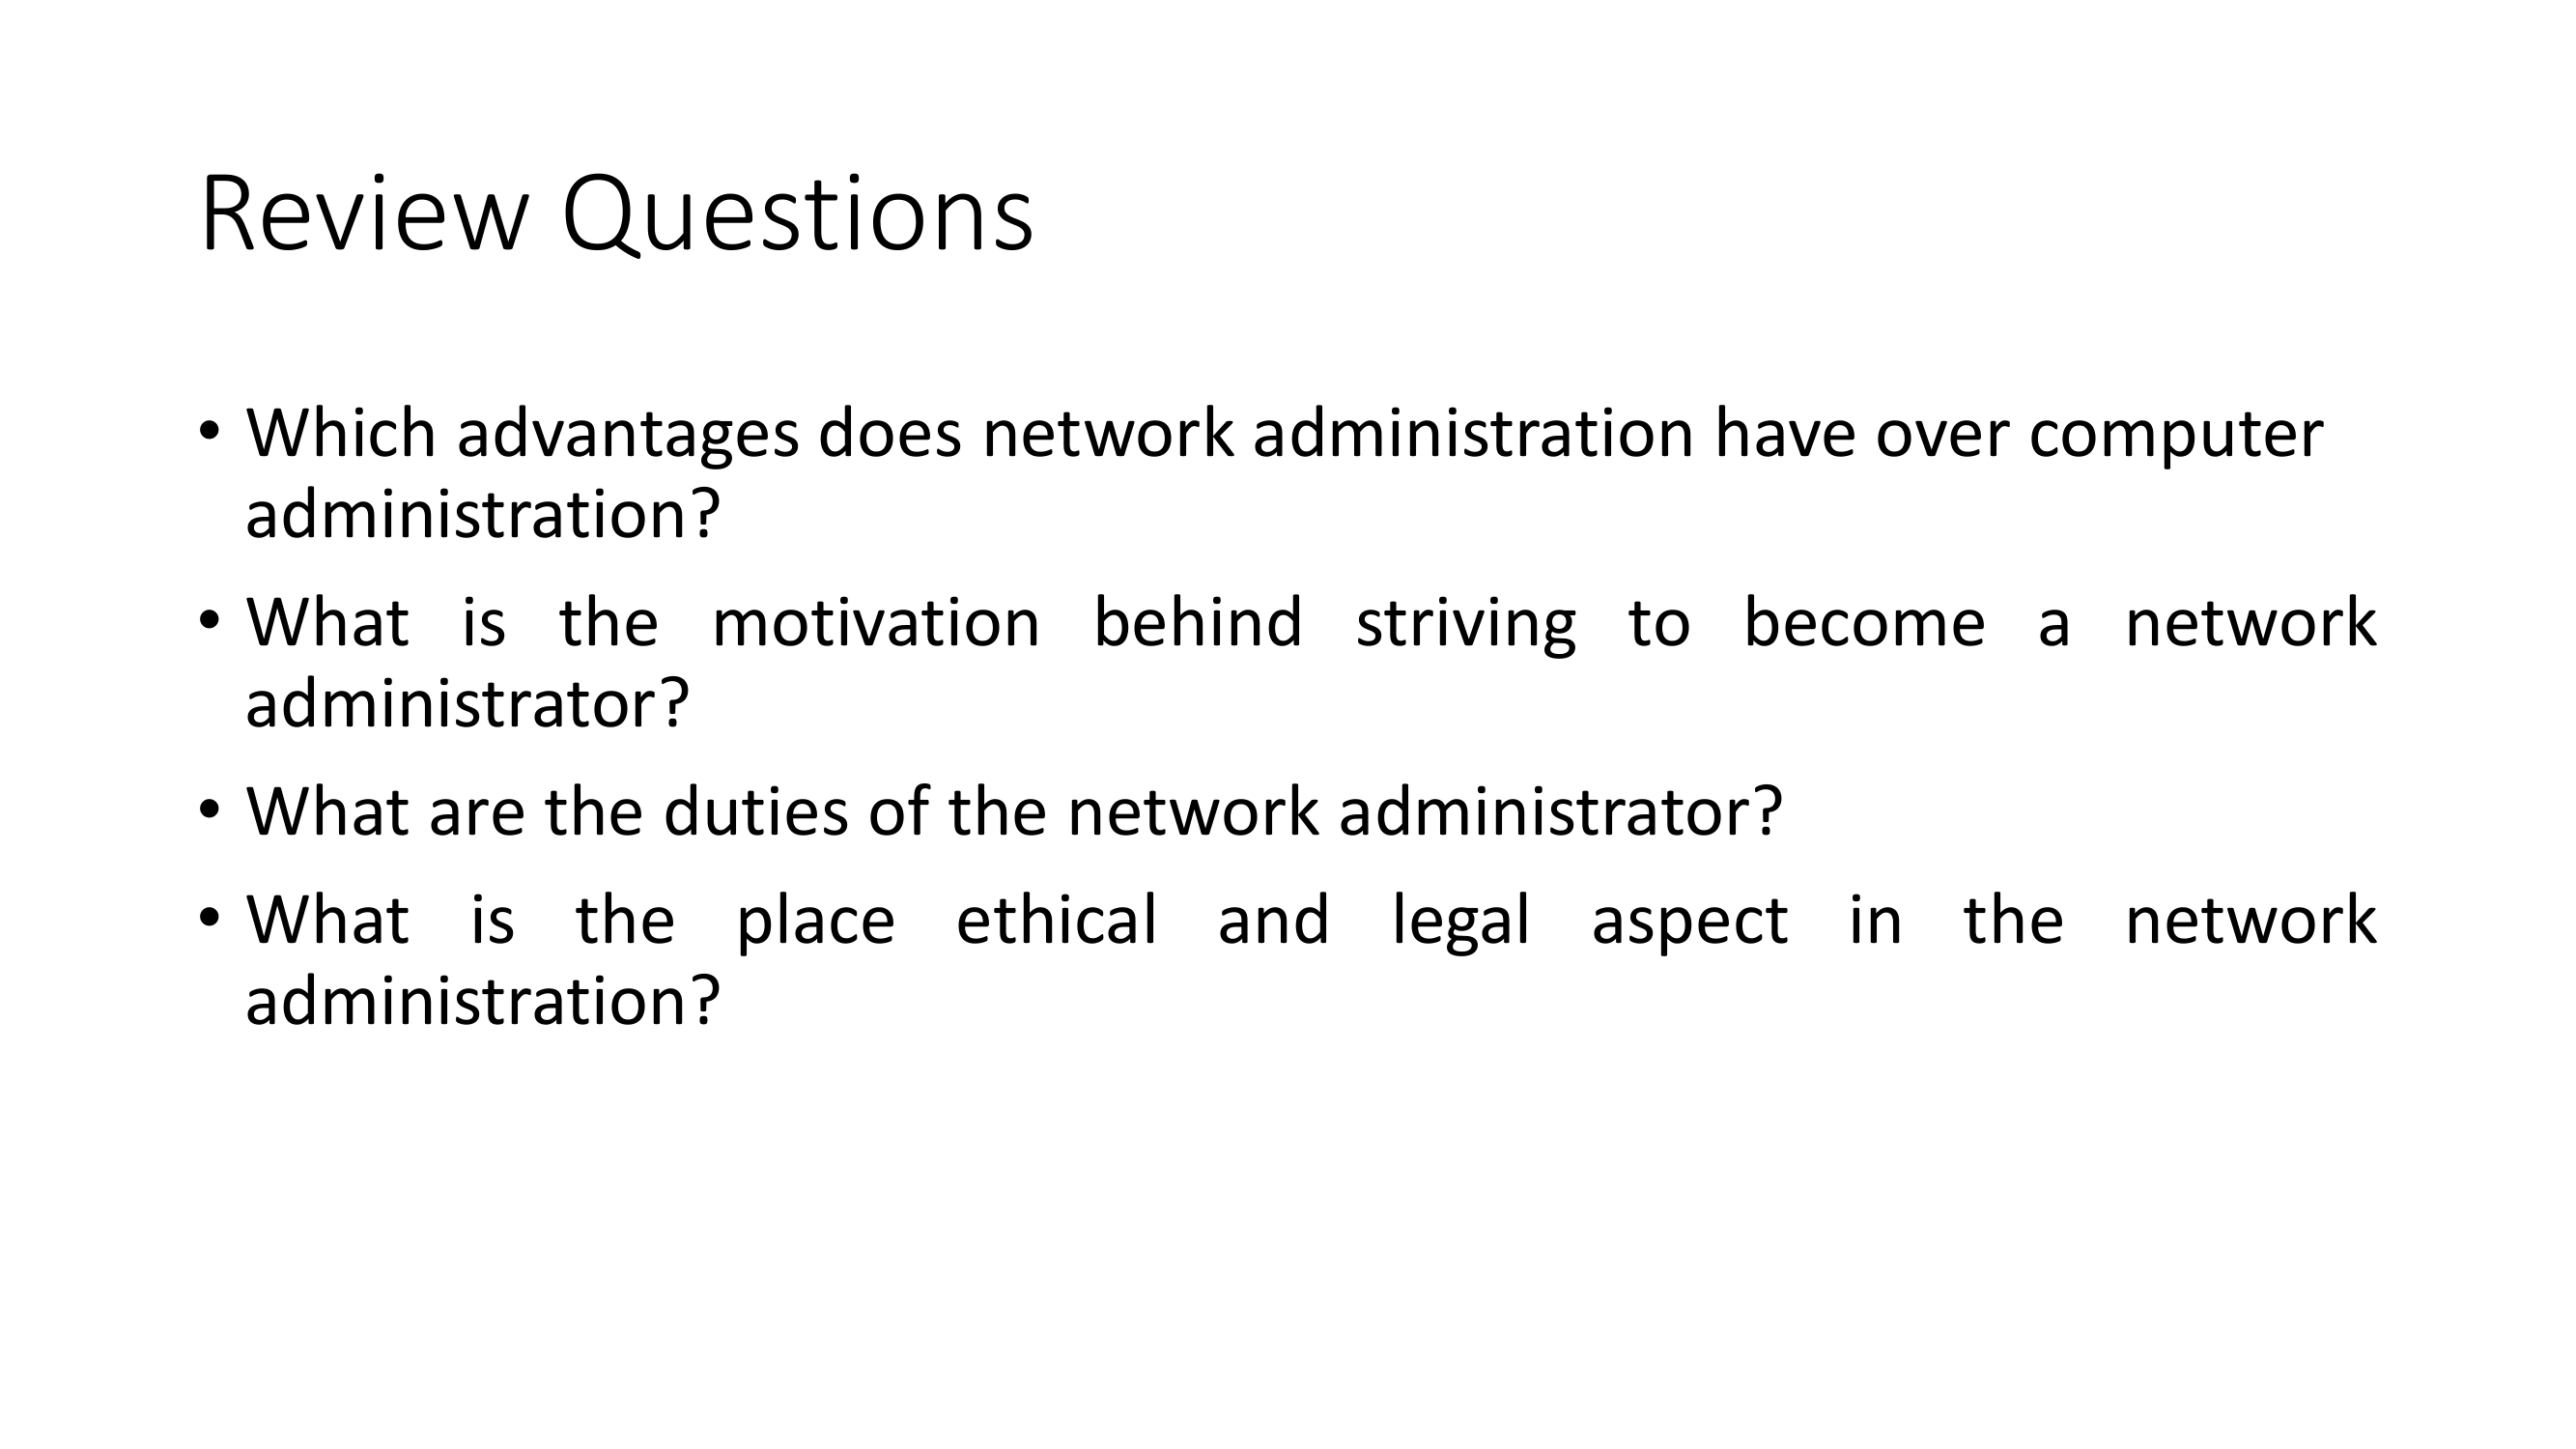 Review Questions
• Which advantages does network administration have over computer
administration?
• What is the motivation behind striving to become a network
administrator?
• What are the duties of the network administrator?
• What is the place ethical and legal aspect in the network
administration?